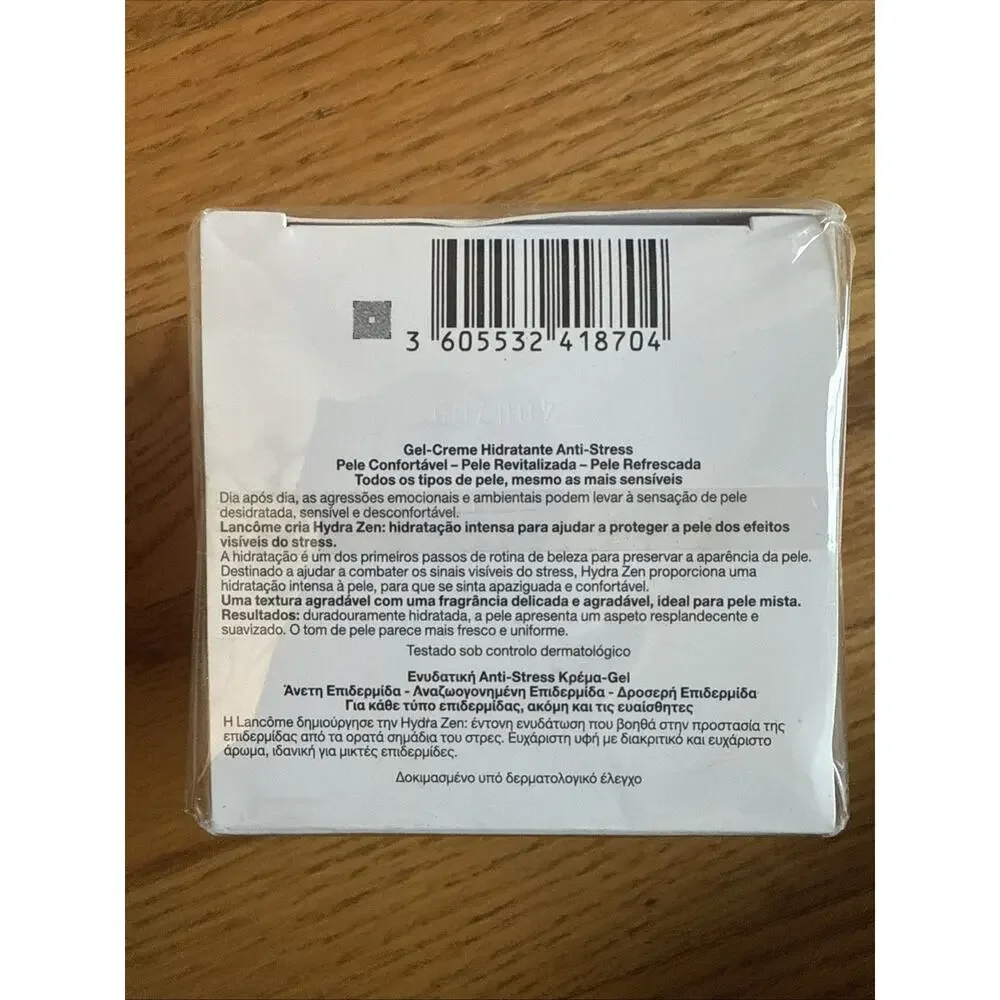 3 605532 418704
Gel-Creme Hidratante Anti-Stress
Pele Confortável – Pele Revitalizada – Pele Refrescada
Todos os tipos de pele, mesmo as mais sensíveis
Dia após dia, as agressões emocionais e ambientais podem levar à sensação de pele
desidratada, sensível e desconfortável.
Lancôme cria Hydra Zen: hidratação intensa para ajudar a proteger a pele dos efeitos
visíveis do stress.
A hidratação é um dos primeiros passos de rotina de beleza para preservar a aparência da pele.
Destinado a ajudar a combater os sinais visíveis do stress, Hydra Zen proporciona uma
hidratação intensa à pele, para que se sinta apaziguada e confortável.
Uma textura agradável com uma fragrância delicada e agradável, ideal para pele mista.
Resultados: duradouramente hidratado, a pele apresenta um aspeto resplandecente e
suavizado. O tom de pele parece mais fresco e uniforme.
Testado sob controlo dermatológico
Ενυδατική Anti-Stress Κρέμα-Gel
Άνετη Επιδερμίδα - Αναζωογονημένη Επιδερμίδα - Δροσερή Επιδερμίδα
Για κάθε τύπο επιδερμίδας, ακόμη και τις ευαίσθητες
Η Lancôme δημιούργησε την Hydra Zen: έντονη ενυδάτωση που βοηθά στην προστασία της
επιδερμίδας από τα ορατά σημάδια του στρες. Ευχάριστη υφή με διακριτικό και ευχάριστο
άρωμα, ιδανική για μικτές επιδερμίδες.
Δοκιμασμένο υπό δερματολογικό έλεγχο